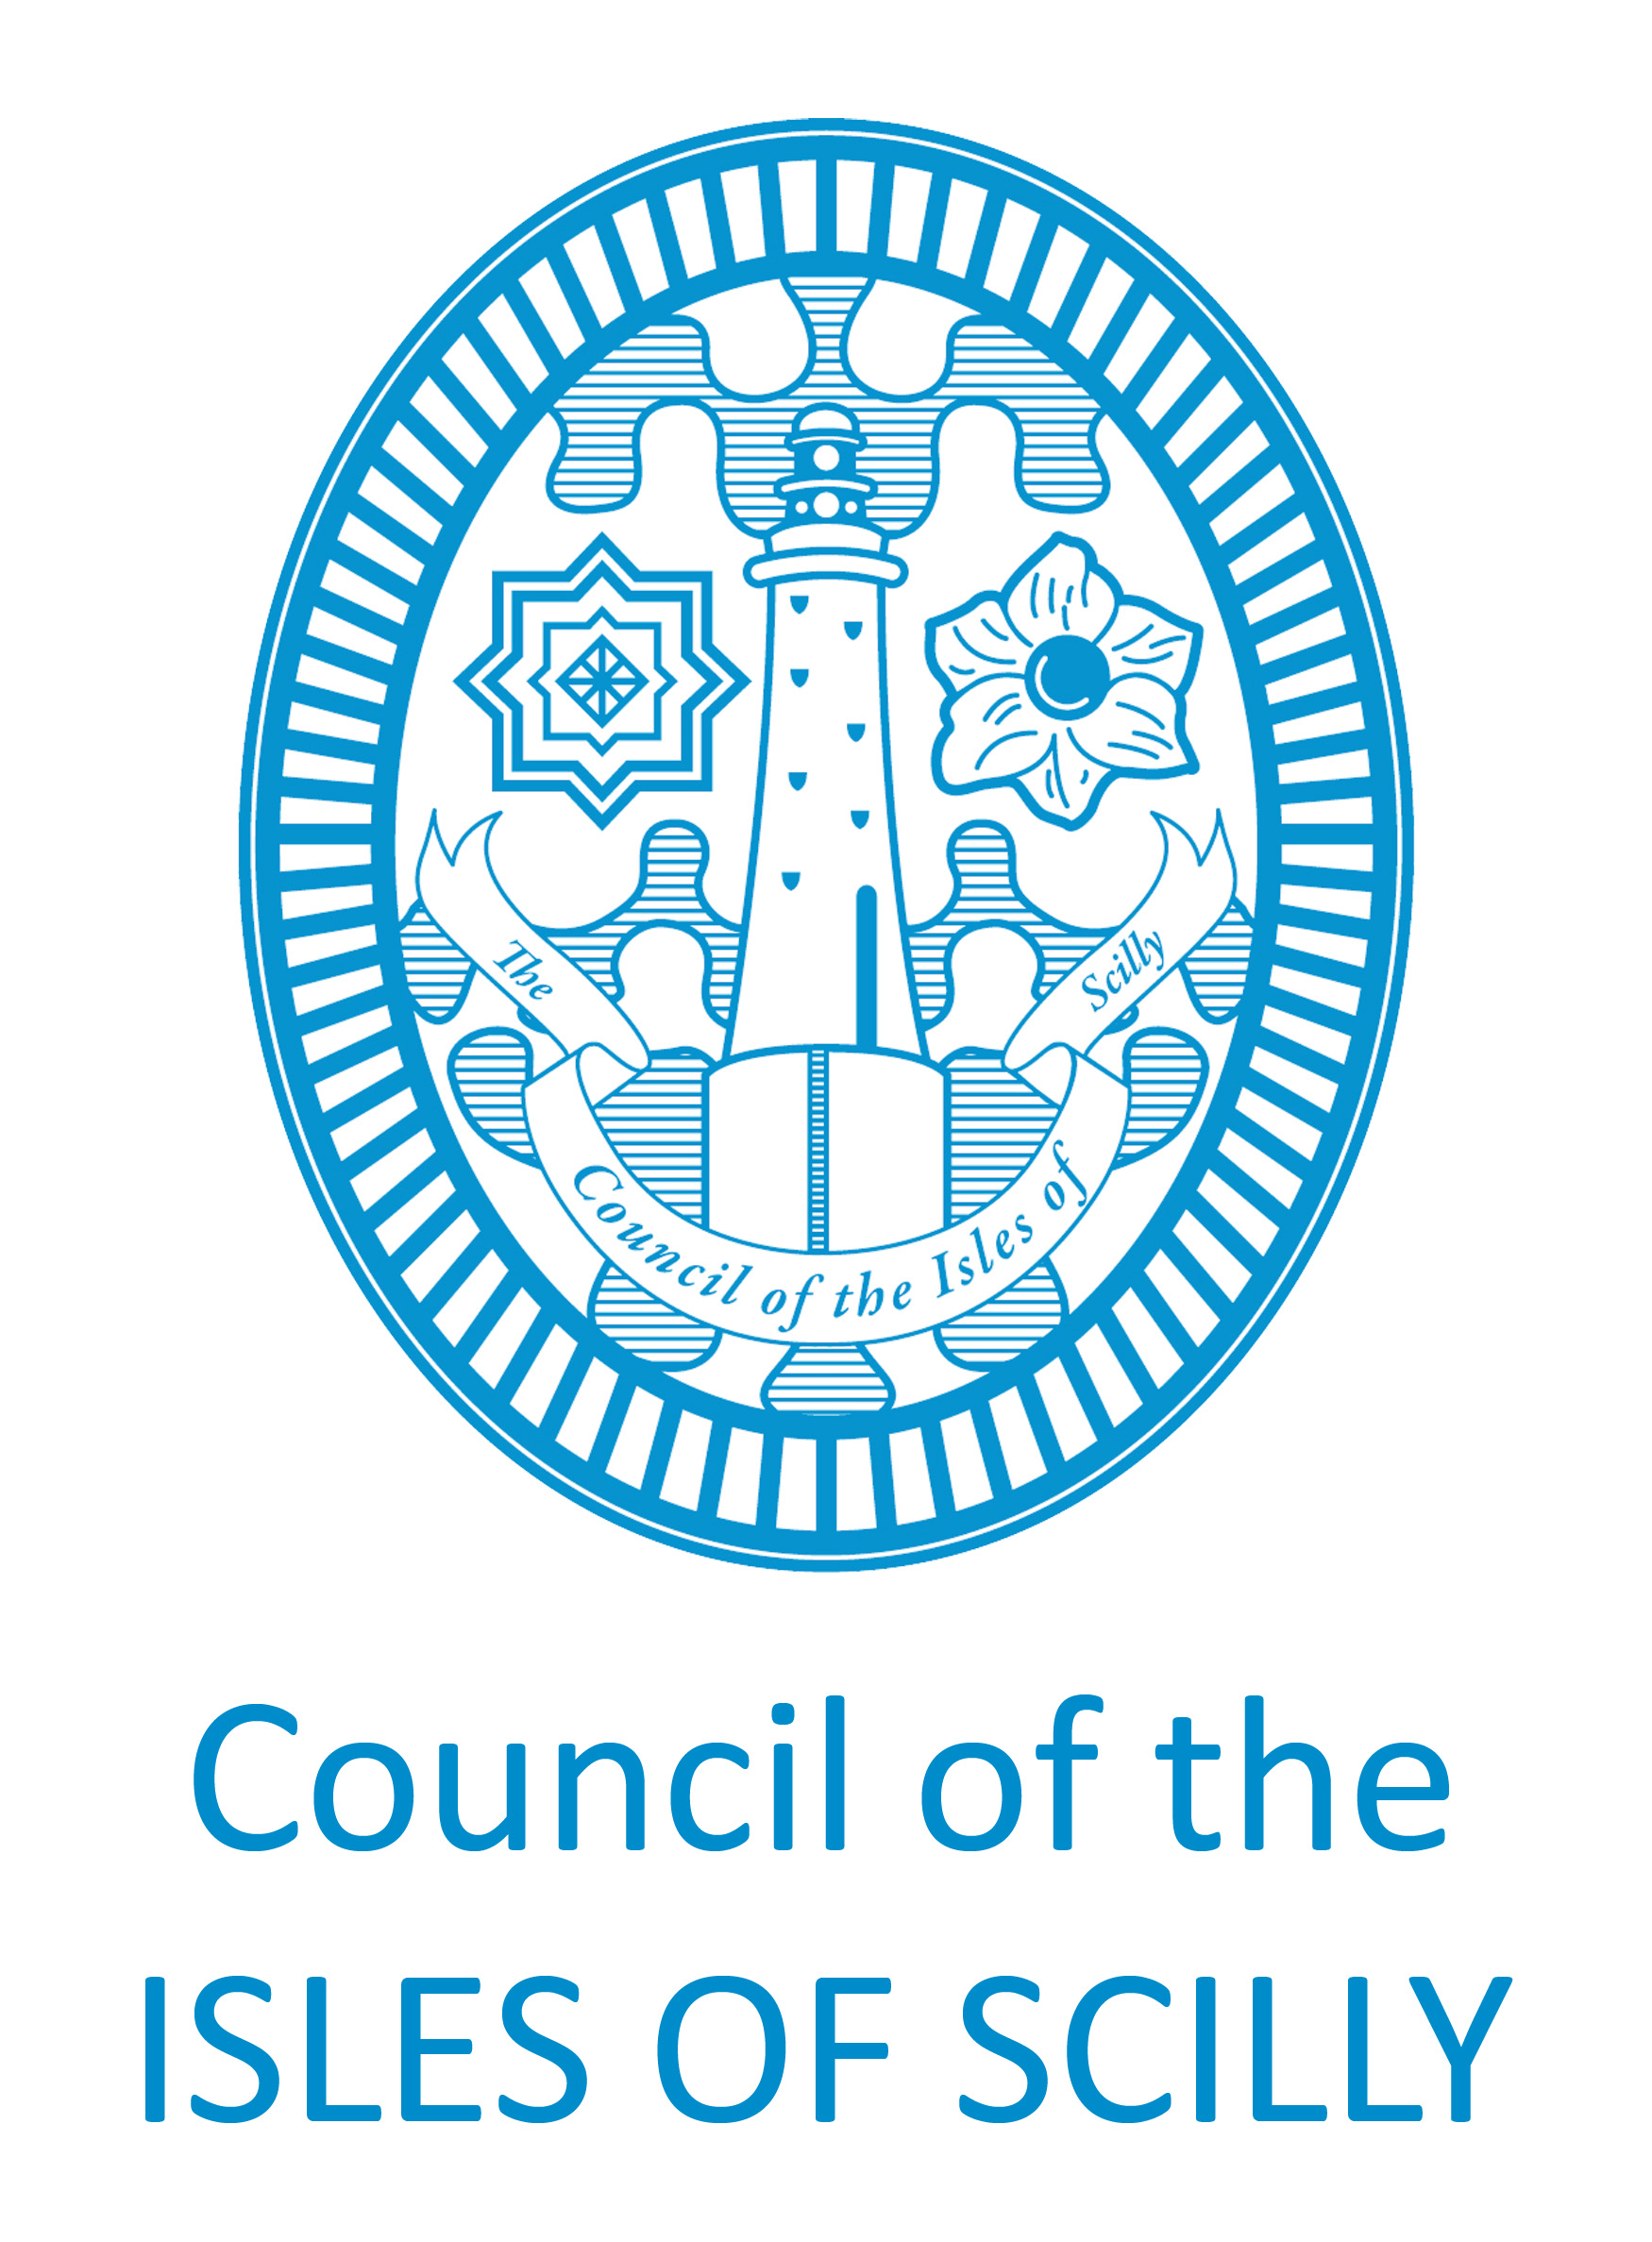 The
Council of the Isles of
Scilly
Council of the
ISLES OF SCILLY